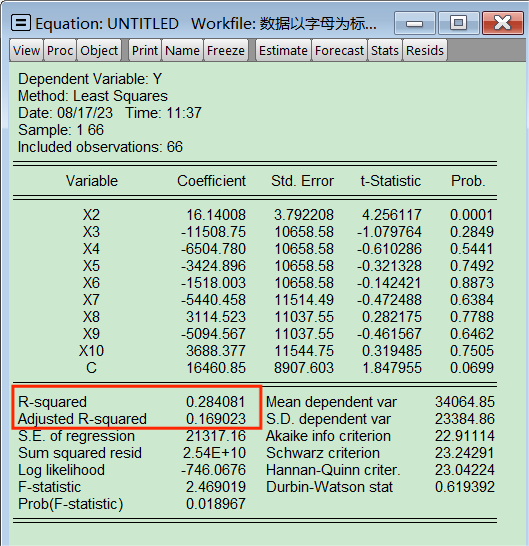 Equation: UNTITLED Workfile: 数据以字母为标...
View Proc Object Print Name Freeze Estimate Forecast Stats Resids
Dependent Variable: Y
Method: Least Squares
Date: 08/17/23 Time: 11:37
Sample: 1 66
Included observations: 66
Variable Coefficient Std. Error t-Statistic Prob.
X2 16.14008 3.792208 4.256117 0.0001
X3 -11508.75 10658.58 -1.079764 0.2849
X4 -6504.780 10658.58 -0.610286 0.5441
X5 -3424.896 10658.58 -0.321328 0.7492
X6 -1518.003 10658.58 -0.142421 0.8873
X7 -5440.458 11514.49 -0.472488 0.6384
X8 3114.523 11037.55 0.282175 0.7788
X9 -5094.567 11037.55 -0.461567 0.6462
X10 3688.377 11544.75 0.319485 0.7505
C 16460.85 8907.603 1.847955 0.0699
R-squared 0.284081 Mean dependent var 34064.85
Adjusted R-squared 0.169023 S.D. dependent var 23384.86
S.E. of regression 21317.16 Akaike info criterion 22.91114
Sum squared resid 2.54E+10 Schwarz criterion 23.24291
Log likelihood -746.0676 Hannan-Quinn criter. 23.04224
F-statistic 2.469019 Durbin-Watson stat 0.619392
Prob(F-statistic) 0.018967